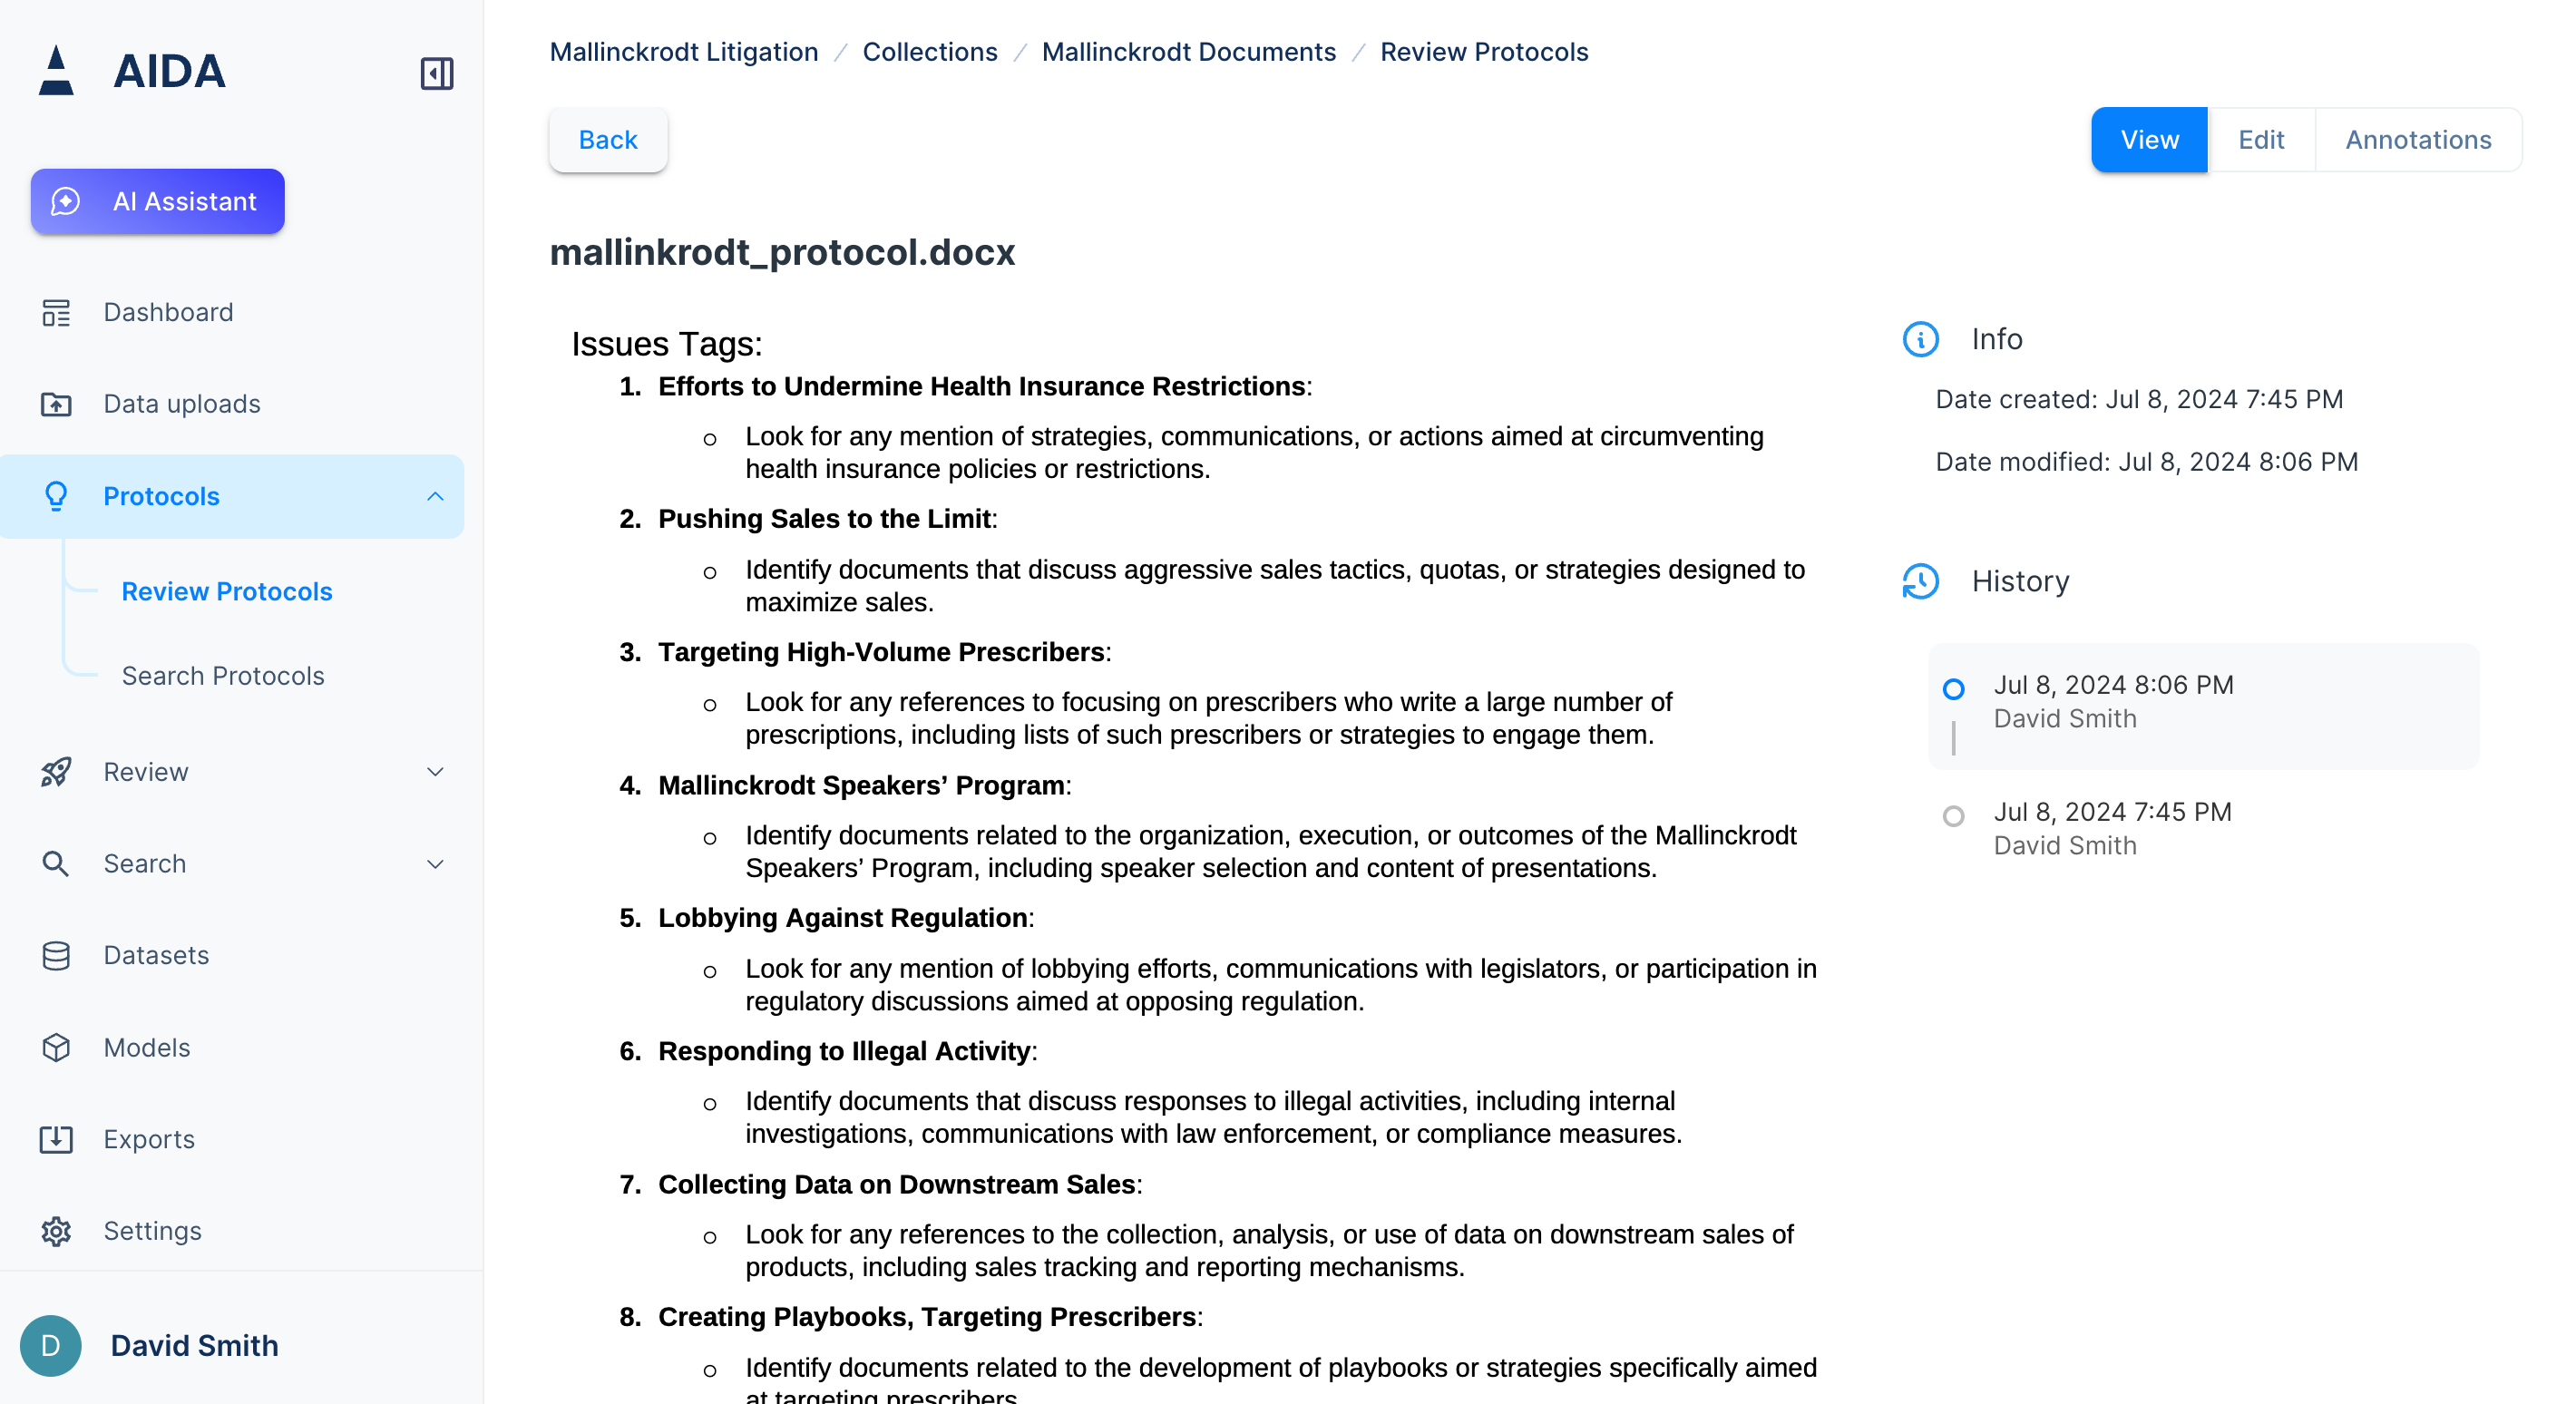 AIDA
AI Assistant
Dashboard
Data uploads
Protocols
Review Protocols
Search Protocols
Review
Search
Datasets
Models
Exports
Settings
D
David Smith
Mallinckrodt Litigation / Collections / Mallinckrodt Documents / Review Protocols
Back
View
Edit
Annotations
mallinkrodt_protocol.docx
Issues Tags:
1. Efforts to Undermine Health Insurance Restrictions:
o Look for any mention of strategies, communications, or actions aimed at circumventing
health insurance policies or restrictions.
2. Pushing Sales to the Limit:
o Identify documents that discuss aggressive sales tactics, quotas, or strategies designed to
maximize sales.
3. Targeting High-Volume Prescribers:
o Look for any references to focusing on prescribers who write a large number of
prescriptions, including lists of such prescribers or strategies to engage them.
4. Mallinckrodt Speakers’ Program:
o Identify documents related to the organization, execution, or outcomes of the Mallinckrodt
Speakers’ Program, including speaker selection and content of presentations.
5. Lobbying Against Regulation:
o Look for any mention of lobbying efforts, communications with legislators, or participation in
regulatory discussions aimed at opposing regulation.
6. Responding to Illegal Activity:
o Identify documents that discuss responses to illegal activities, including internal
investigations, communications with law enforcement, or compliance measures.
7. Collecting Data on Downstream Sales:
o Look for any references to the collection, analysis, or use of data on downstream sales of
products, including sales tracking and reporting mechanisms.
8. Creating Playbooks, Targeting Prescribers:
o Identify documents related to the development of playbooks or strategies specifically aimed
at targeting prescribers
Info
Date created: Jul 8, 2024 7:45 PM
Date modified: Jul 8, 2024 8:06 PM
History
Jul 8, 2024 8:06 PM
David Smith
Jul 8, 2024 7:45 PM
David Smith